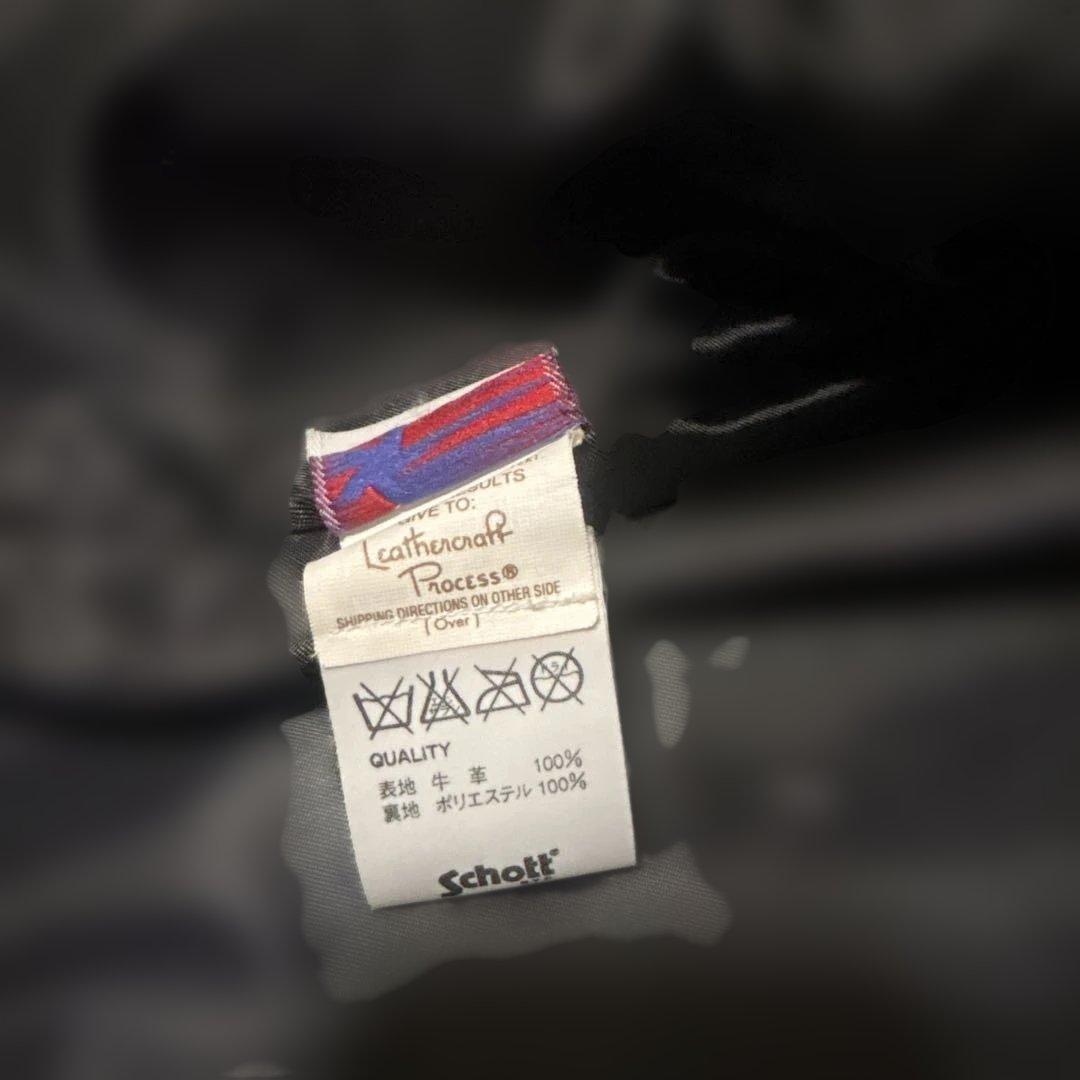 RESULTS
GIVE TO:
Leathercraft
Process®
SHIPPING DIRECTIONS ON OTHER SIDE
(Over)
QUALITY
表地 牛 革 100%
裏地 ポリエステル 100%
Schott®